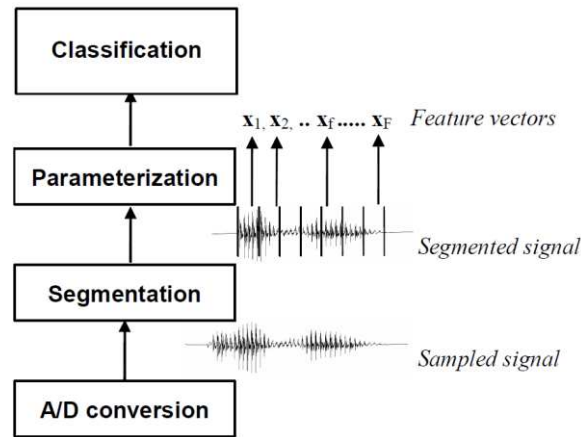 Classification
x1, x2, .. xf ..... xF Feature vectors
Parameterization
Segmented signal
Segmentation
Sampled signal
A/D conversion